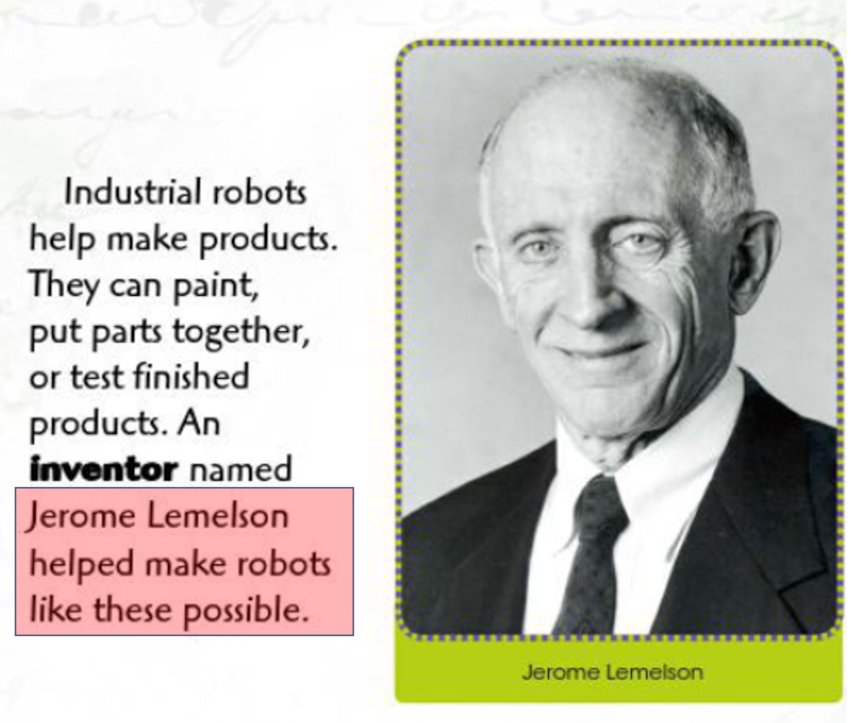 Industrial robots
help make products.
They can paint,
put parts together,
or test finished
products. An
inventor named
Jerome Lemelson
helped make robots
like these possible.
Jerome Lemelson